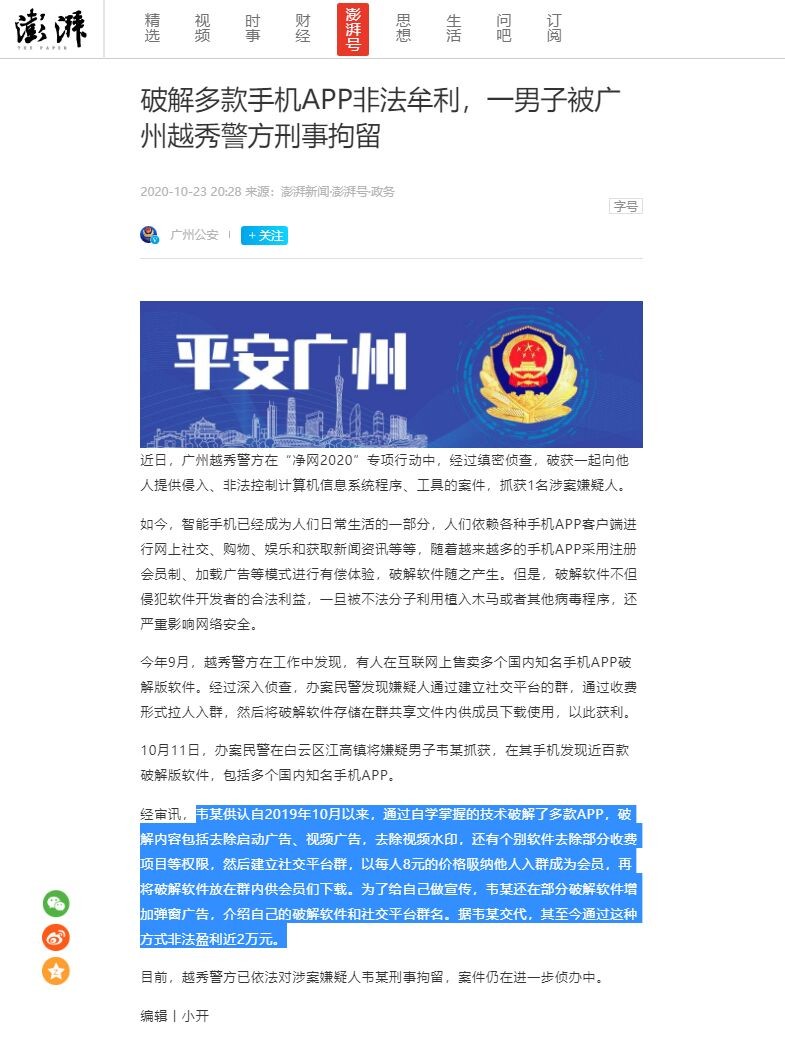 澎湃
THE PAPER
精选
视频
时事
财经
澎湃号
思想
生活
问吧
订阅
破解多款手机APP非法牟利，一男子被广
州越秀警方刑事拘留
2020-10-23 20:28 来源：澎湃新闻·澎湃号·政务
字号
广州公安
+ 关注
平安广州
近日，广州越秀警方在“净网2020”专项行动中，经过缜密侦查，破获一起向他
人提供侵入、非法控制计算机信息系统程序、工具的案件，抓获1名涉案嫌疑人。
如今，智能手机已经成为人们日常生活的一部分，人们依赖各种手机APP客户端进
行网上社交、购物、娱乐和获取新闻资讯等等，随着越来越多的手机APP采用注册
会员制、加载广告等模式进行有偿体验，破解软件随之产生。但是，破解软件不但
侵犯软件开发者的合法利益，一旦被不法分子利用植入木马或者其他病毒程序，还
严重影响网络安全。
今年9月，越秀警方在工作中发现，有人在互联网上售卖多个国内知名手机APP破
解版软件。经过深入侦查，办案民警发现嫌疑人通过建立社交平台的群，通过收费
形式拉人入群，然后将破解软件存储在群共享文件内供成员下载使用，以此获利。
10月11日，办案民警在白云区江高镇将嫌疑男子韦某抓获，在其手机发现近百款
破解版软件，包括多个国内知名手机APP。
经审讯，韦某供认自2019年10月以来，通过自学掌握的技术破解了多款APP，破
解内容包括去除启动广告、视频广告，去除视频水印，还有个别软件去除部分收费
项目等权限，然后建立社交平台群，以每人8元的价格吸纳他人入群成为会员，再
将破解软件放在群内供会员们下载。为了给自己做宣传，韦某还在部分破解软件增
加弹窗广告，介绍自己的破解软件和社交平台群名。据韦某交代，其至今通过这种
方式非法盈利近2万元。
目前，越秀警方已依法对涉案嫌疑人韦某刑事拘留，案件仍在进一步侦办中。
编辑丨小开